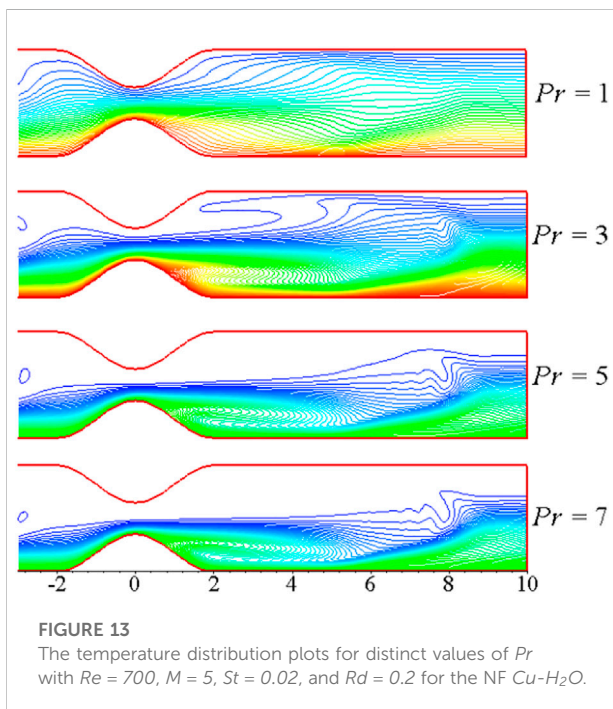 Pr = 1
Pr = 3
Pr = 5
Pr = 7
-2 0 2 4 6 8 10
FIGURE 13
The temperature distribution plots for distinct values of Pr
with Re = 700, M = 5, St = 0.02, and Rd = 0.2 for the NF Cu-H₂O.